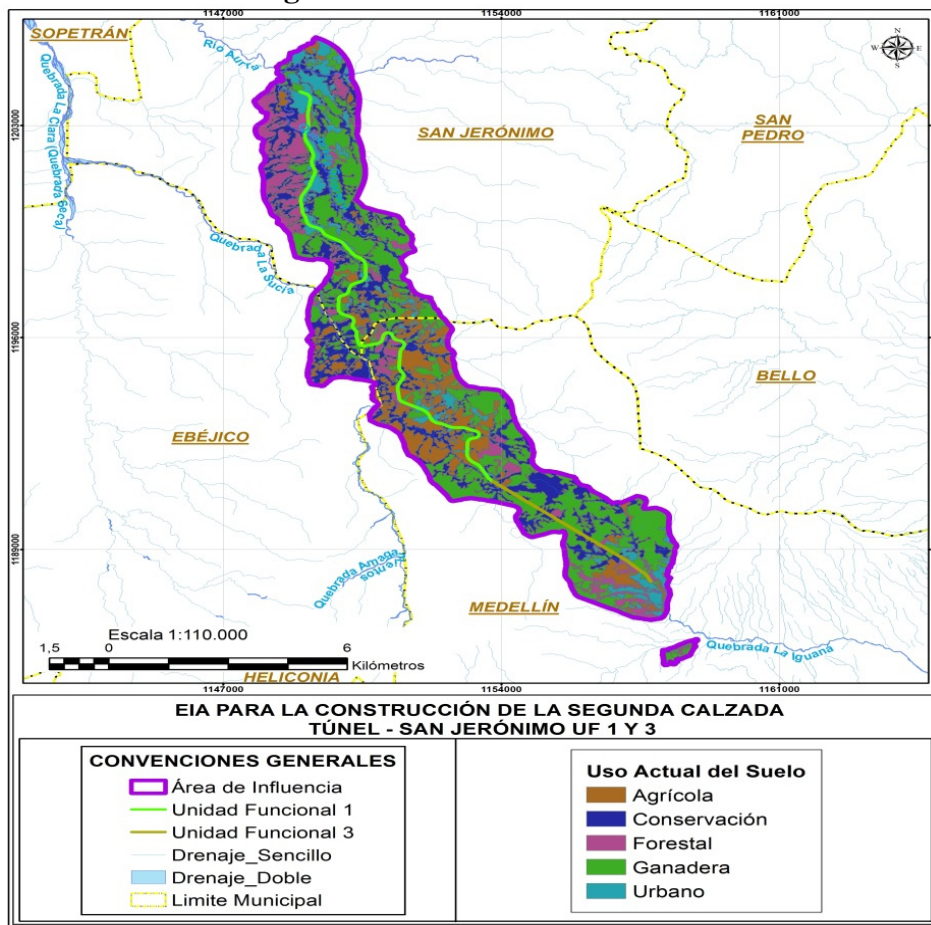 1147000 1154000 1161000
SOPETRÁN
Río Aurra
Quebrada La Clara (Quebrada Seca)
SAN JERÓNIMO
SAN
PEDRO
1203000 1203000
Quebrada
La Sucia
1196000 1196000
BELLO
EBÉJICO
1189000 1189000
Quebrada Amaga
MEDELLÍN
Quebrada La Iguaná
Escala 1:110.000
1,5 0 6
Kilómetros
HELICONIA
1147000 1154000 1161000
EIA PARA LA CONSTRUCCIÓN DE LA SEGUNDA CALZADA
TÚNEL - SAN JERÓNIMO UF 1 Y 3
CONVENCIONES GENERALES
Área de Influencia
Unidad Funcional 1
Unidad Funcional 3
Drenaje_Sencillo
Drenaje_Doble
Limite Municipal
Uso Actual del Suelo
Agrícola
Conservación
Forestal
Ganadera
Urbano